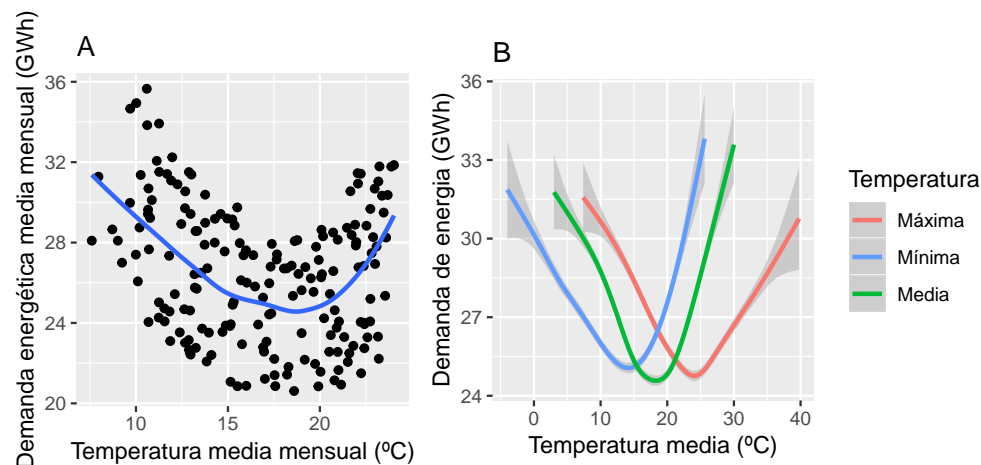 A
Demanda energética media mensual (GWh)
36
32
28
24
20
10
15
20
Temperatura media mensual (ºC)
B
Demanda de energia (GWh)
36
33
30
27
24
0
10
20
30
40
Temperatura media (ºC)
Temperatura
Máxima
Mínima
Media